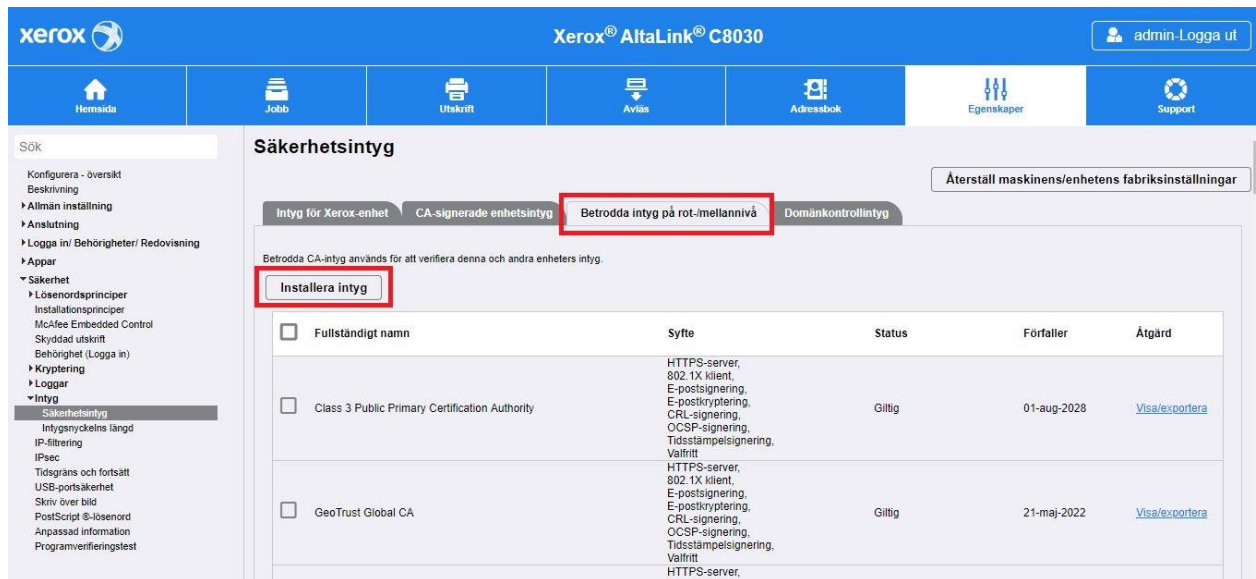 xerox
Xerox® AltaLink® C8030
admin-Logga ut
Hemsida
Jobb
Utskrift
Avläs
Adressbok
Egenskaper
Support
Sök
Konfigurera - översikt
Beskrivning
Allmän inställning
Anslutning
Logga in/ Behörigheter/ Redovisning
Appar
Säkerhet
Lösenordsprinciper
Installationsprinciper
McAfee Embedded Control
Skyddad utskrift
Behörighet (Logga in)
Kryptering
Loggar
Intyg
Säkerhetsintyg
Intygsnyckelns längd
IP-filtrering
IPsec
Tidsgräns och fortsätt
USB-portsäkerhet
Skriv över bild
PostScript ®-lösenord
Anpassad information
Programverifieringstest
Säkerhetsintyg
Återställ maskinens/enhetens fabriksinställningar
Intyg för Xerox-enhet
CA-signerade enhetsintyg
Betrodda intyg på rot-/mellannivå
Domänkontrollintyg
Betrodda CA-intyg används för att verifiera denna och andra enheters intyg.
Installera intyg
Fullständigt namn
Syfte
Status
Förfaller
Åtgärd
Class 3 Public Primary Certification Authority
HTTPS-server,
802.1X klient,
E-postsignering,
E-postkryptering,
CRL-signering,
OCSP-signering,
Tidsstämpelsignering,
Valfritt
Giltig
01-aug-2028
Visa/exportera
GeoTrust Global CA
HTTPS-server,
802.1X klient,
E-postsignering,
E-postkryptering,
CRL-signering,
OCSP-signering,
Tidsstämpelsignering,
Valfritt
Giltig
21-maj-2022
Visa/exportera
HTTPS-server,